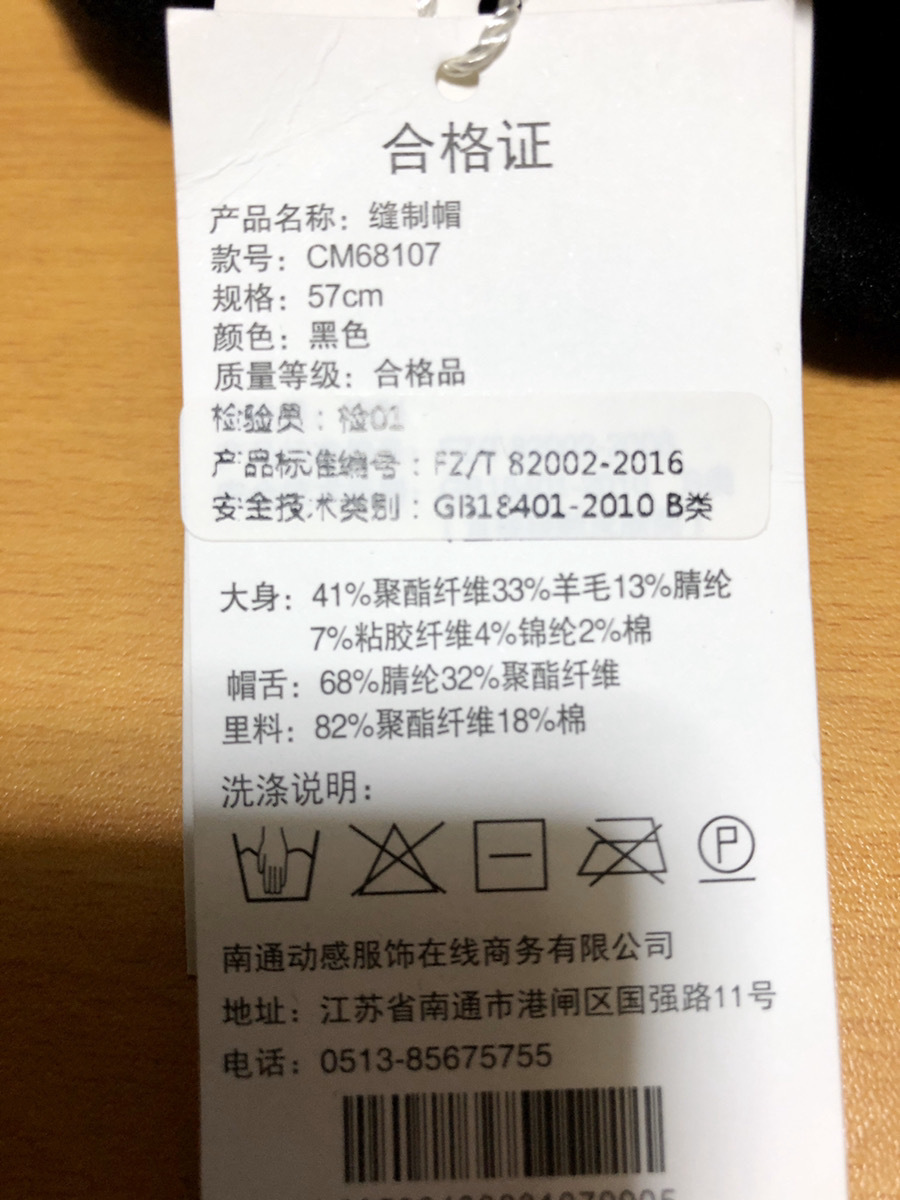 合格证
产品名称：缝制帽
款号：CM68107
规格：57cm
颜色：黑色
质量等级：合格品
检验员：检01
产品标准编号：FZ/T 82002-2016
安全技术类别：GB18401-2010 B类
大身：41%聚酯纤维33%羊毛13%腈纶
7%粘胶纤维4%锦纶2%棉
帽舌：68%腈纶32%聚酯纤维
里料：82%聚酯纤维18%棉
洗涤说明：
P
南通动感服饰在线商务有限公司
地址：江苏省南通市港闸区国强路11号
电话：0513-85675755